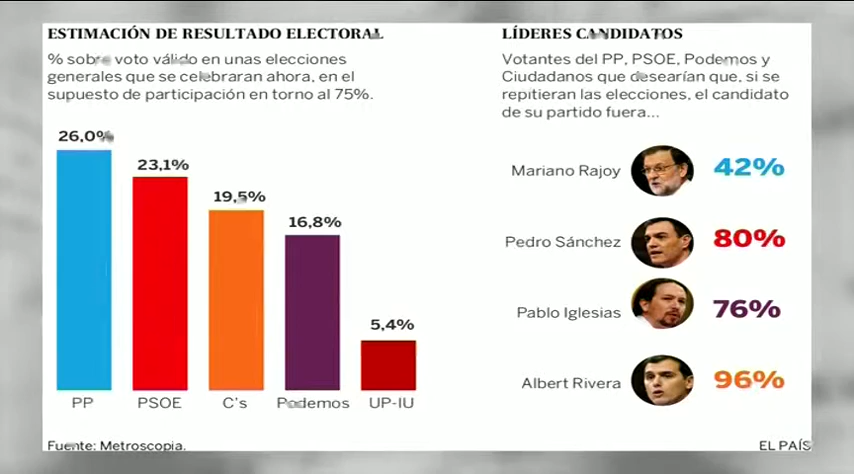 ESTIMACIÓN DE RESULTADO ELECTORAL
% sobre voto válido en unas elecciones
generales que se celebraran ahora, en el
supuesto de participación en torno al 75%.
26,0%
23,1%
19,5%
16,8%
5,4%
PP
PSOE
C's
Podemos
UP-IU
Fuente: Metroscopia.
LÍDERES CANDIDATOS
Votantes del PP, PSOE, Podemos y
Ciudadanos que desearían que, si se
repitieran las elecciones, el candidato
de su partido fuera...
Mariano Rajoy 42%
Pedro Sánchez 80%
Pablo Iglesias 76%
Albert Rivera 96%
EL PAÍS